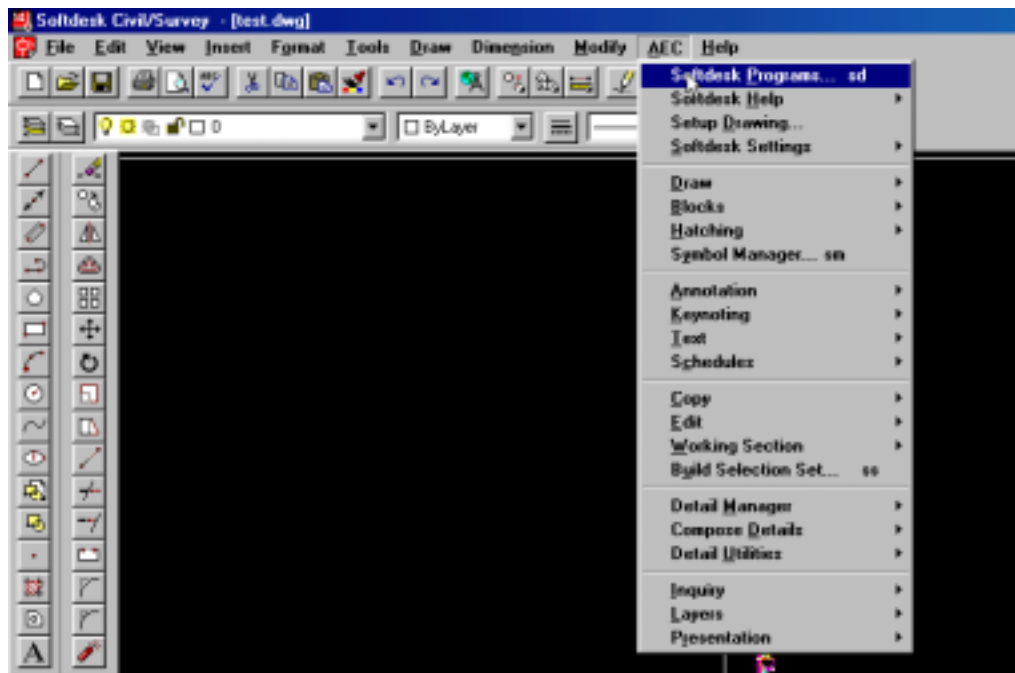 Softdesk Civil/Survey - [test.dwg]
File Edit View Insert Format Tools Draw Dimension Modify AEC Help
0 ByLayer
Softdesk Programs... sd
Softdesk Help
Setup Drawing...
Softdesk Settings
Draw
Blocks
Hatching
Symbol Manager... sm
Annotation
Keynoting
Text
Schedules
Copy
Edit
Working Section
Build Selection Set... ss
Detail Manager
Compose Details
Detail Utilities
Inquiry
Layers
Presentation
A